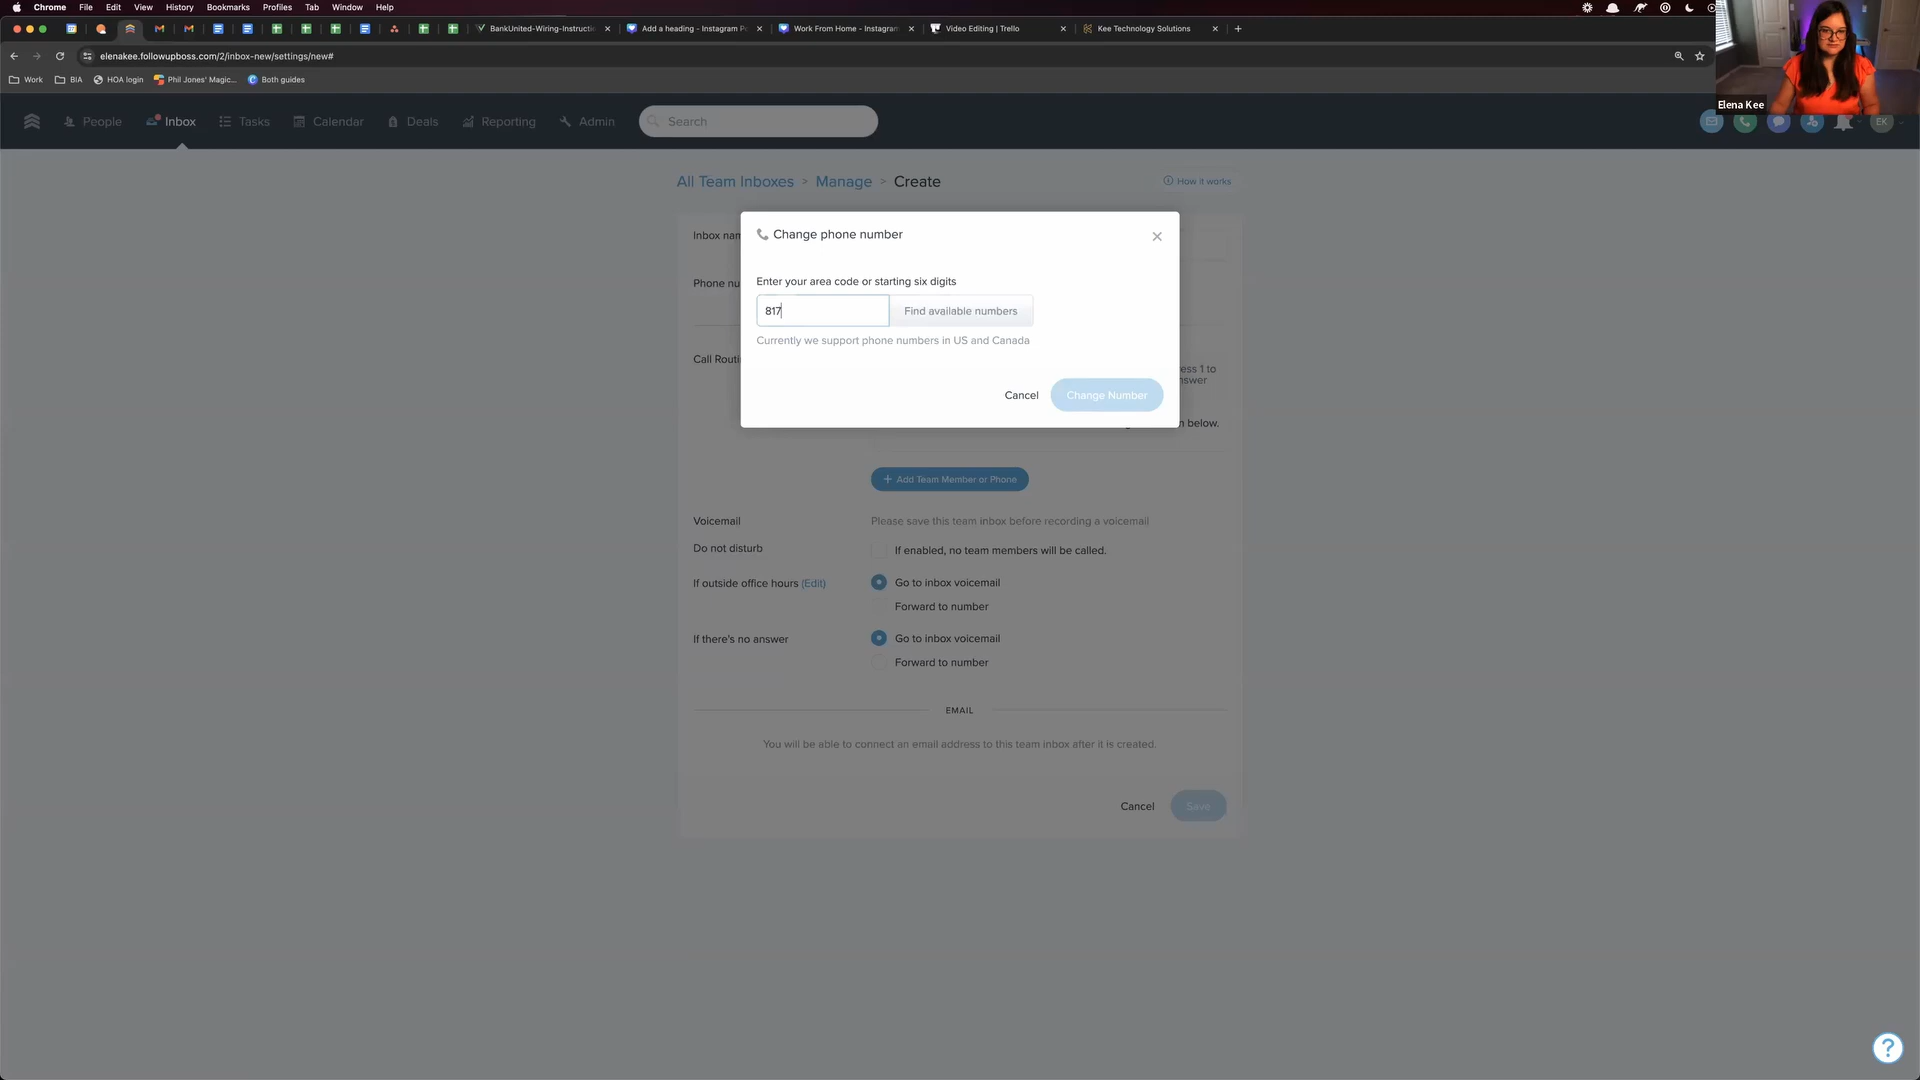 Chrome File Edit View History Bookmarks Profiles Tab Window Help
BankUnited-Wiring-Instructi
Add a heading - Instagram P
Work From Home - Instagram
Video Editing | Trello
Kee Technology Solutions
elenakee.followupboss.com/2/inbox-new/settings/new#
Work BIA HOA login Phil Jones' Magic... Both guides
Elena Kee
People Inbox Tasks Calendar Deals Reporting Admin Search EK
All Team Inboxes > Manage > Create How it works
Inbox nam
Change phone number
Phone nu
Enter your area code or starting six digits
817 Find available numbers
Currently we support phone numbers in US and Canada
Call Routi
ess 1 to
nswer
Cancel Change Number
n below.
+ Add Team Member or Phone
Voicemail Please save this team inbox before recording a voicemail
Do not disturb If enabled, no team members will be called.
If outside office hours (Edit) Go to inbox voicemail
Forward to number
If there's no answer Go to inbox voicemail
Forward to number
EMAIL
You will be able to connect an email address to this team inbox after it is created.
Cancel Save
?